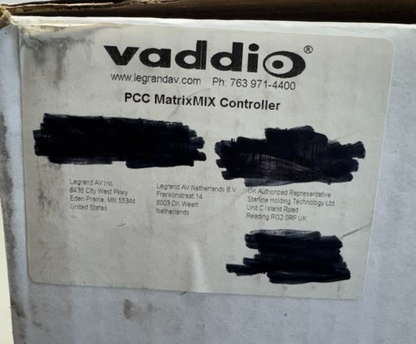 vaddio®
www.legrandav.com Ph: 763 971-4400
PCC MatrixMIX Controller
Legrand AV Inc.
6436 City West Pkwy
Eden Prairie, MN 55344
United States
Legrand AV Netherlands B.V
Franklinstraat 14
6003 DK Weert
Netherlands
UK Authorized Representative
Starline Holding Technology Ltd
Unit C Island Road
Reading RG2 0RP UK